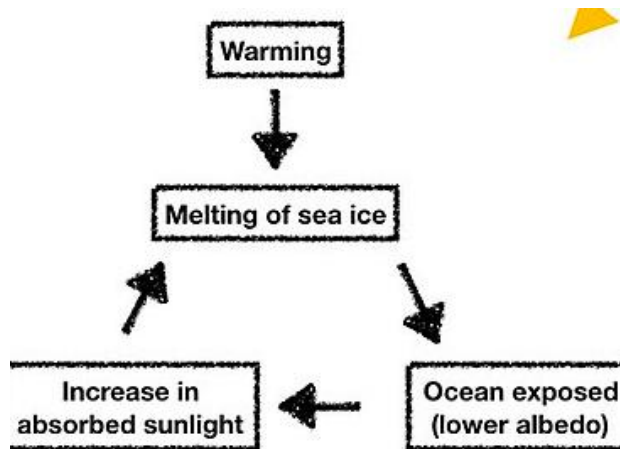 Warming
Melting of sea ice
Increase in
absorbed sunlight
Ocean exposed
(lower albedo)